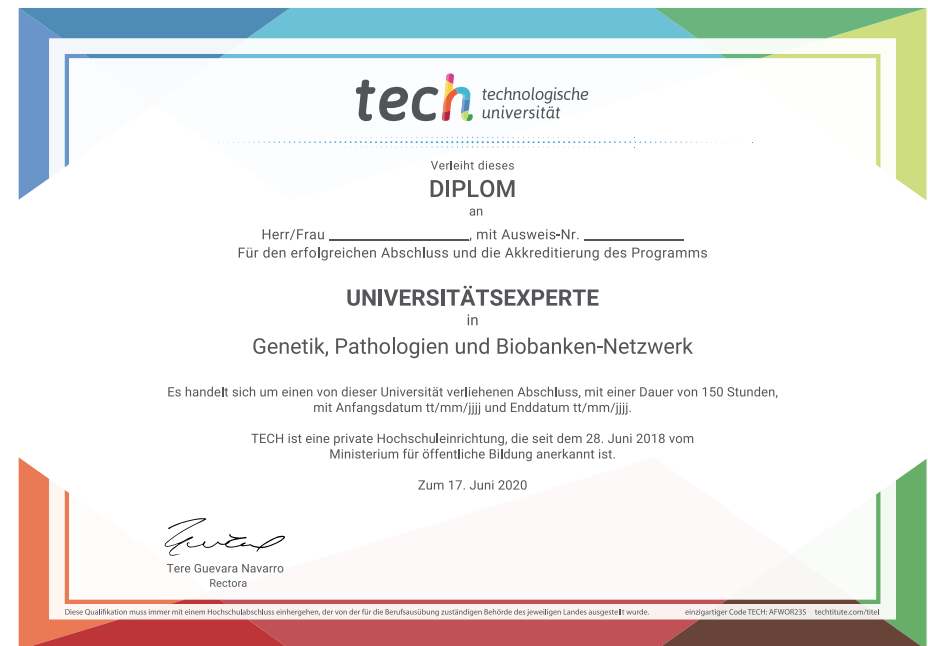 tech technologische
universität
Verleiht dieses
DIPLOM
an
Herr/Frau ____________________, mit Ausweis-Nr. ______________
Für den erfolgreichen Abschluss und die Akkreditierung des Programms
UNIVERSITÄTSEXPERTE
in
Genetik, Pathologien und Biobanken-Netzwerk
Es handelt sich um einen von dieser Universität verliehenen Abschluss, mit einer Dauer von 150 Stunden,
mit Anfangsdatum tt/mm/jjjj und Enddatum tt/mm/jjjj.
TECH ist eine private Hochschuleinrichtung, die seit dem 28. Juni 2018 vom
Ministerium für öffentliche Bildung anerkannt ist.
Zum 17. Juni 2020
Tere Guevara Navarro
Rectora
Diese Qualifikation muss immer mit einem Hochschulabschluss einhergehen, der von der für die Berufsausübung zuständigen Behörde des jeweiligen Landes ausgestellt wurde. einzigartiger Code TECH: AFWOR23S techtitute.com/titel